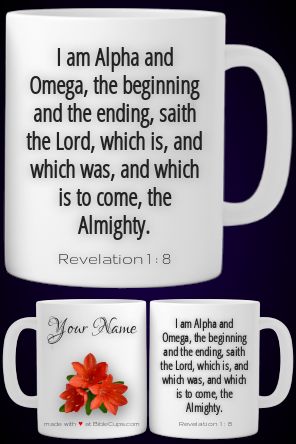 I am Alpha and
Omega, the beginning
and the ending, saith
the Lord, which is, and
which was, and which
is to come, the
Almighty.
Revelation 1 : 8
Your Name
made with ♥ at BibleCups.com
I am Alpha and
Omega, the beginning
and the ending, saith
the Lord, which is, and
which was, and which
is to come, the
Almighty.
Revelation 1 : 8